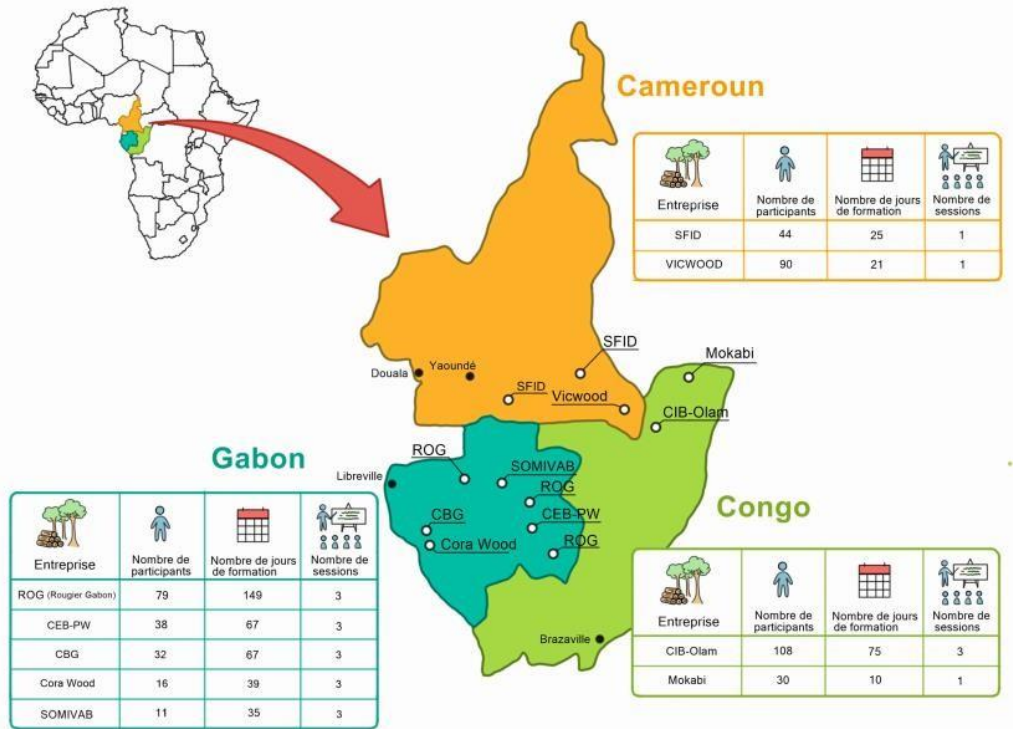 Cameroun
Entreprise
Nombre de participants
Nombre de jours de formation
Nombre de sessions
SFID 44 25 1
VICWOOD 90 21 1
SFID
Mokabi
Douala
Yaoundé
SFID
Vicwood
CIB-Olam
Gabon
Libreville
ROG
SOMIVAB
ROG
CBG
CEB-PW
Cora Wood
ROG
Congo
Brazaville
Entreprise
Nombre de participants
Nombre de jours de formation
Nombre de sessions
ROG (Rougier Gabon) 79 149 3
CEB-PW 38 67 3
CBG 32 67 3
Cora Wood 16 39 3
SOMIVAB 11 35 3
Entreprise
Nombre de participants
Nombre de jours de formation
Nombre de sessions
CIB-Olam 108 75 3
Mokabi 30 10 1